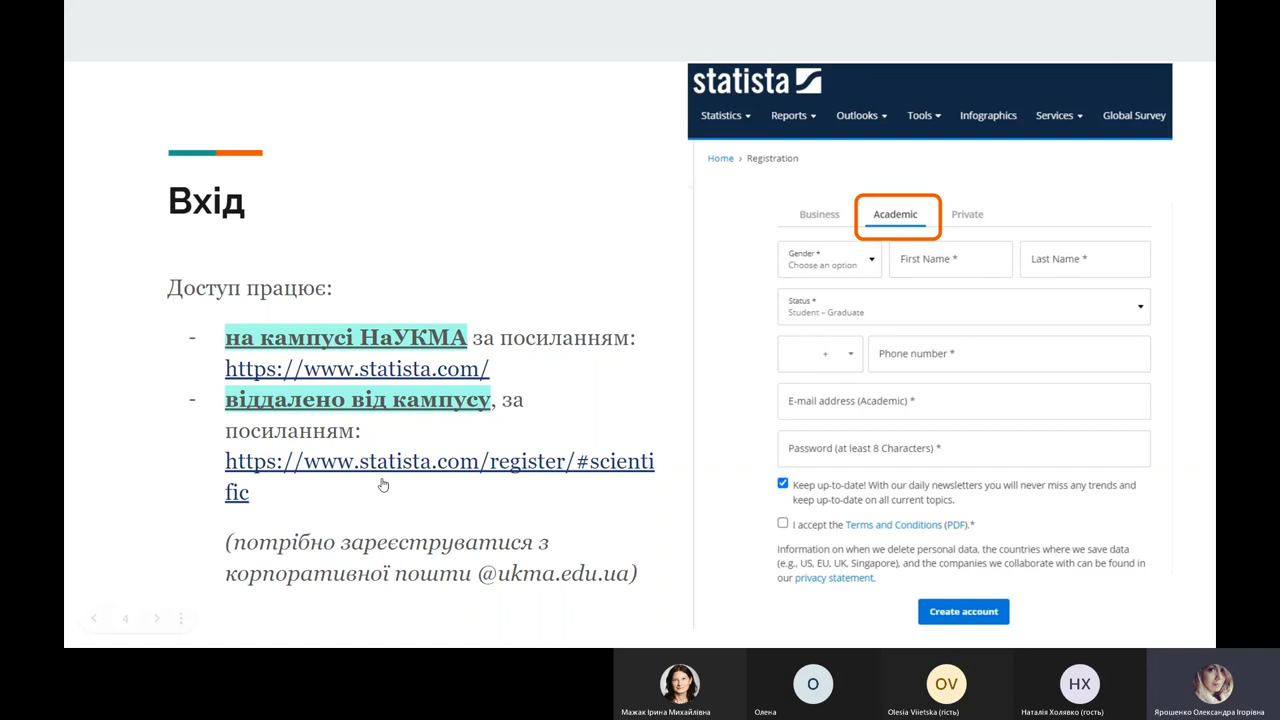 Вхід
Доступ працює:
- на кампусі НаУКМА за посиланням:
https://www.statista.com/
- віддалено від кампусу, за
посиланням:
https://www.statista.com/register/#scienti
fic
(потрібно зареєструватися з
корпоративної пошти @ukma.edu.ua)
4
statista
Statistics Reports Outlooks Tools Infographics Services Global Survey
Home › Registration
Business Academic Private
Gender *
Choose an option
First Name *
Last Name *
Status *
Student – Graduate
+
Phone number *
E-mail address (Academic) *
Password (at least 8 Characters) *
Keep up-to-date! With our daily newsletters you will never miss any trends and
keep up-to-date on all current topics.
I accept the Terms and Conditions (PDF).*
Information on when we delete personal data, the countries where we save data
(e.g., US, EU, UK, Singapore), and the companies we collaborate with can be found in
our privacy statement.
Create account
O
OV
НХ
Мажак Ірина Михайлівна
Олена
Olesia Viietska (гість)
Наталія Холявко (гость)
Ярошенко Олександра Ігорівна